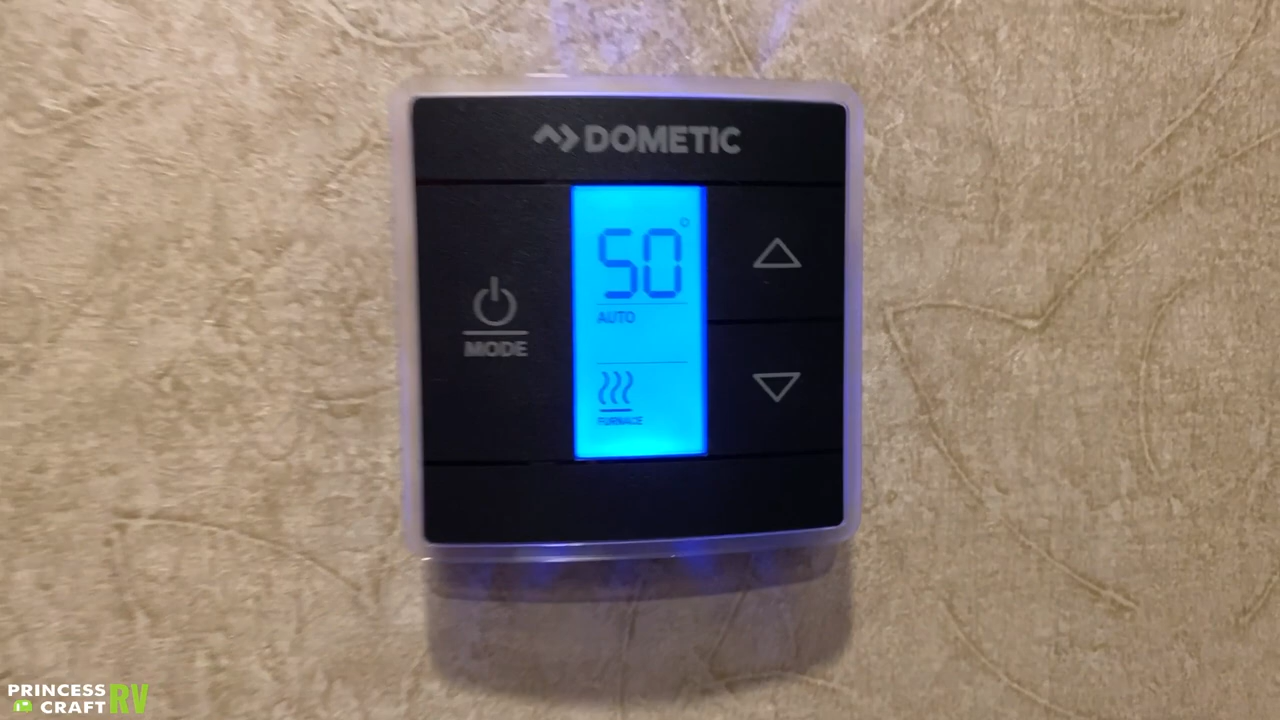 DOMETIC
50°
AUTO
MODE
FURNACE
PRINCESS
CRAFT RV